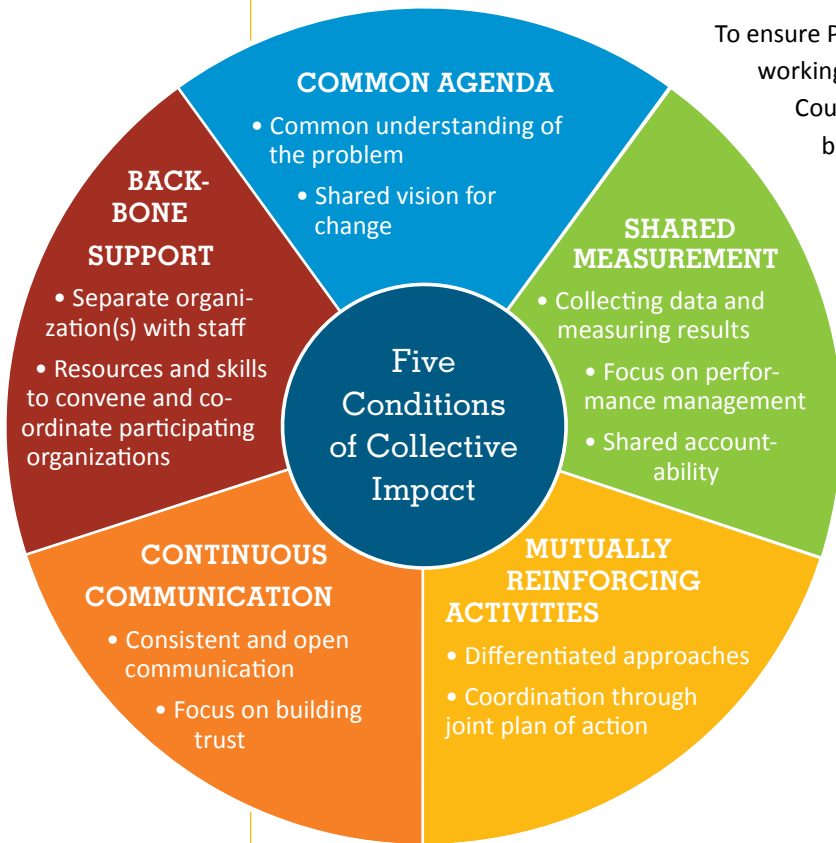 To ensure P
working
Cou
b
COMMON AGENDA
• Common understanding of
the problem
• Shared vision for
change
SHARED
MEASUREMENT
• Collecting data and
measuring results
• Focus on perfor-
mance management
• Shared account-
ability
MUTUALLY
REINFORCING
ACTIVITIES
• Differentiated approaches
• Coordination through
joint plan of action
CONTINUOUS
COMMUNICATION
• Consistent and open
communication
• Focus on building
trust
BACK-
BONE
SUPPORT
• Separate organi-
zation(s) with staff
• Resources and skills
to convene and co-
ordinate participating
organizations
Five
Conditions
of Collective
Impact